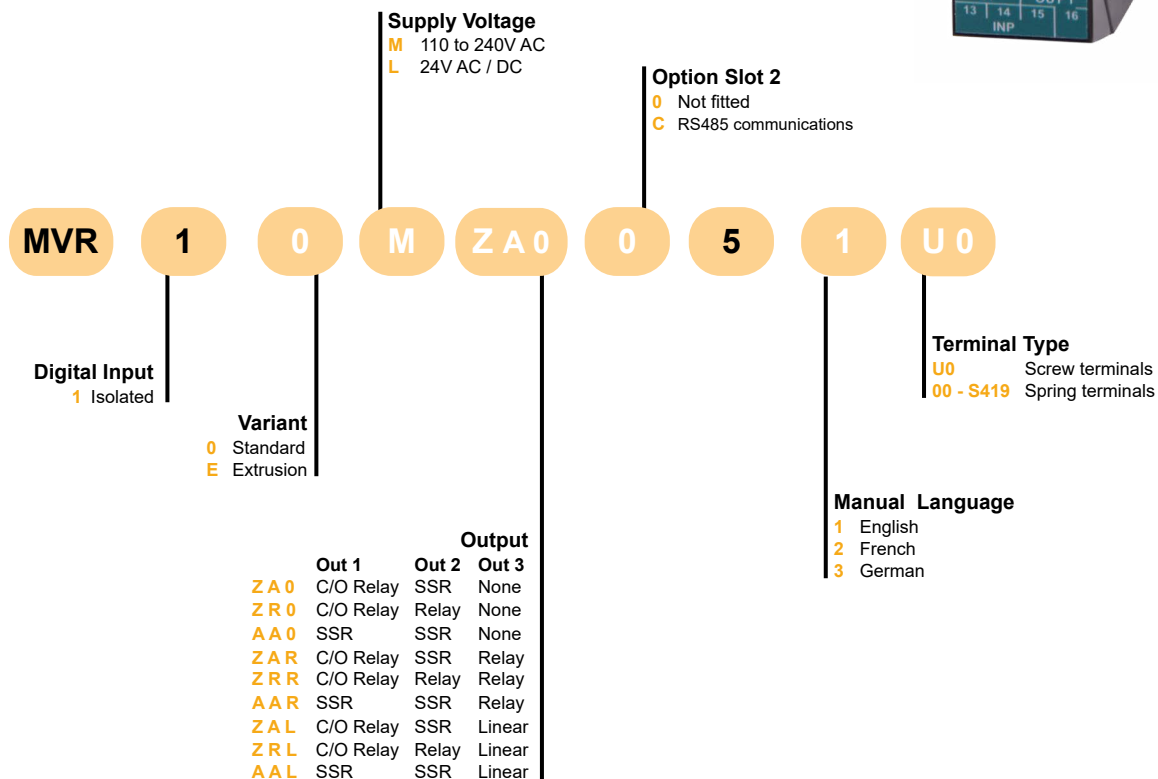 OUT 1
13 14 15 16
INP
Supply Voltage
M 110 to 240V AC
L 24V AC / DC
Option Slot 2
0 Not fitted
C RS485 communications
MVR 1 0 M Z A 0 0 5 1 U 0
Digital Input
1 Isolated
Variant
0 Standard
E Extrusion
Terminal Type
U0 Screw terminals
00 - S419 Spring terminals
Manual Language
1 English
2 French
3 German
Output
Out 1 Out 2 Out 3
Z A 0 C/O Relay SSR None
Z R 0 C/O Relay Relay None
A A 0 SSR SSR None
Z A R C/O Relay SSR Relay
Z R R C/O Relay Relay Relay
A A R SSR SSR Relay
Z A L C/O Relay SSR Linear
Z R L C/O Relay Relay Linear
A A L SSR SSR Linear